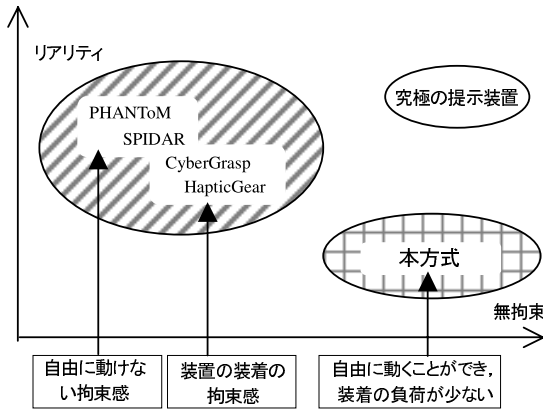 リアリティ
究極の提示装置
PHANToM
SPIDAR
CyberGrasp
HapticGear
本方式
無拘束
自由に動けな
い拘束感
装置の装着の
拘束感
自由に動くことができ，
装着の負荷が少ない